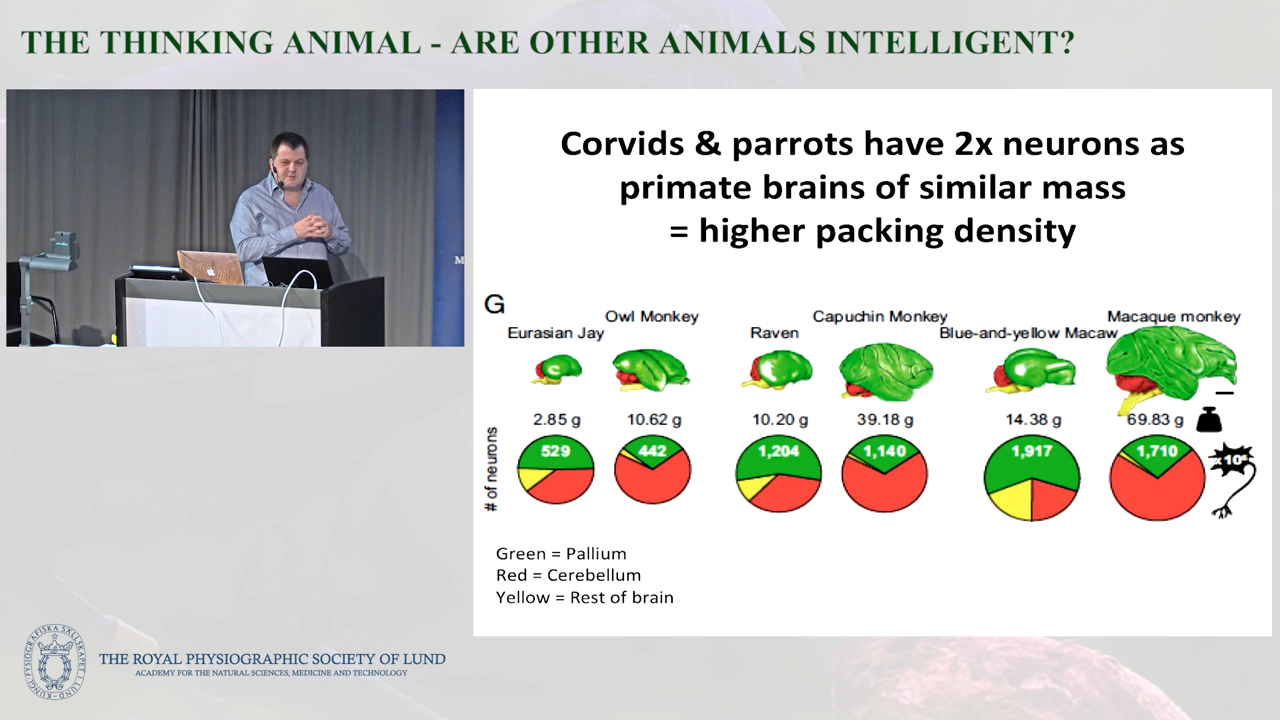 THE THINKING ANIMAL - ARE OTHER ANIMALS INTELLIGENT?
M
Corvids & parrots have 2x neurons as
primate brains of similar mass
= higher packing density
G
Owl Monkey Capuchin Monkey Macaque monkey
Eurasian Jay Raven Blue-and-yellow Macaw
2.85 g 10.62 g 10.20 g 39.18 g 14.38 g 69.83 g
# of neurons
529 442 1,204 1,140 1,917 1,710
Green = Pallium
Red = Cerebellum
Yellow = Rest of brain
THE ROYAL PHYSIOGRAPHIC SOCIETY OF LUND
ACADEMY FOR THE NATURAL SCIENCES, MEDICINE AND TECHNOLOGY